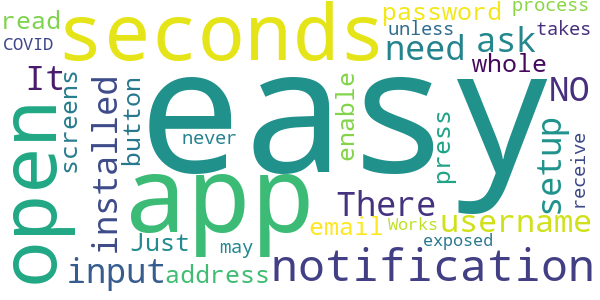 easy
seconds
app
open
notification
input
installed
There
need
ask
NO
setup
username
It
read
password
process
unless
takes
whole
COVID
screens
button
never
enable
press
receive
email
Works
exposed
Just
may
address